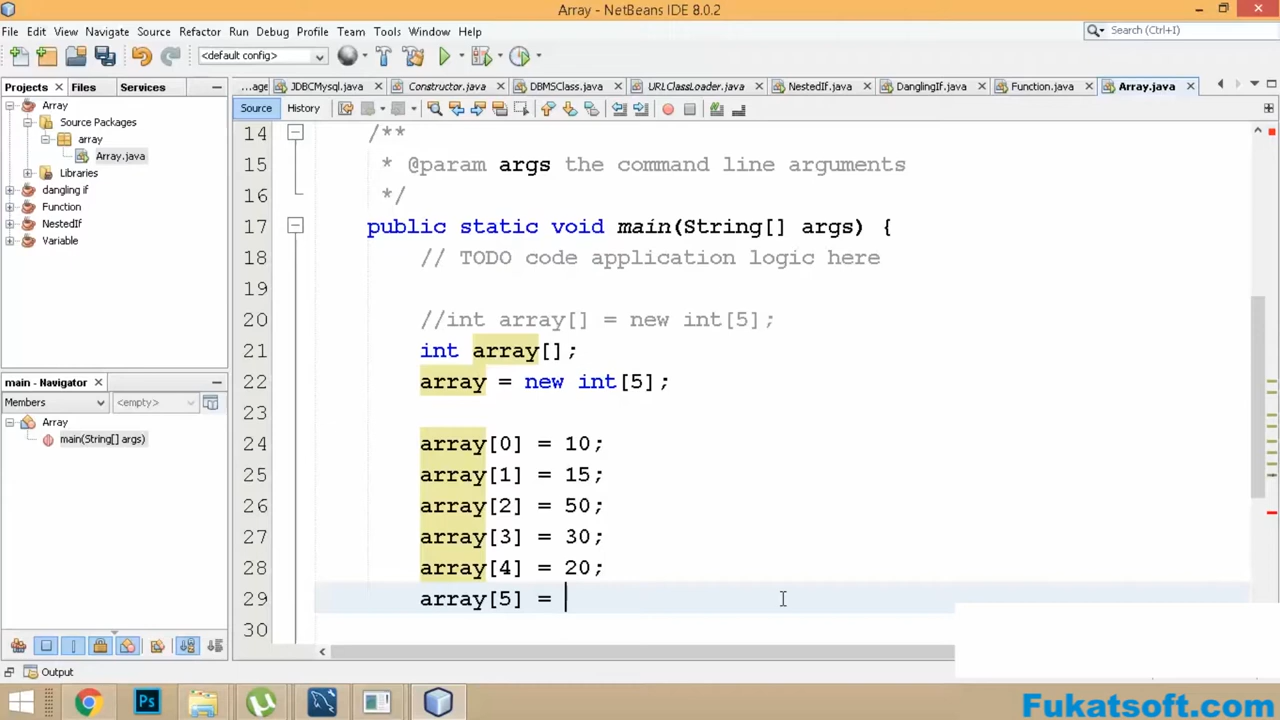 Array - NetBeans IDE 8.0.2
File Edit View Navigate Source Refactor Run Debug Profile Team Tools Window Help
Search (Ctrl+I)
<default config>
Projects Files Services
...age JDBCMysql.java Constructor.java DBMSClass.java URLClassLoader.java NestedIf.java DanglingIf.java Function.java Array.java
Source History
Array
Source Packages
array
Array.java
Libraries
dangling if
Function
NestedIf
Variable
main - Navigator
Members <empty>
Array
main(String[] args)
14 /**
15 * @param args the command line arguments
16 */
17 public static void main(String[] args) {
18 // TODO code application logic here
19
20 //int array[] = new int[5];
21 int array[];
22 array = new int[5];
23
24 array[0] = 10;
25 array[1] = 15;
26 array[2] = 50;
27 array[3] = 30;
28 array[4] = 20;
29 array[5] =
30
Output
Ps
Fukatsoft.com